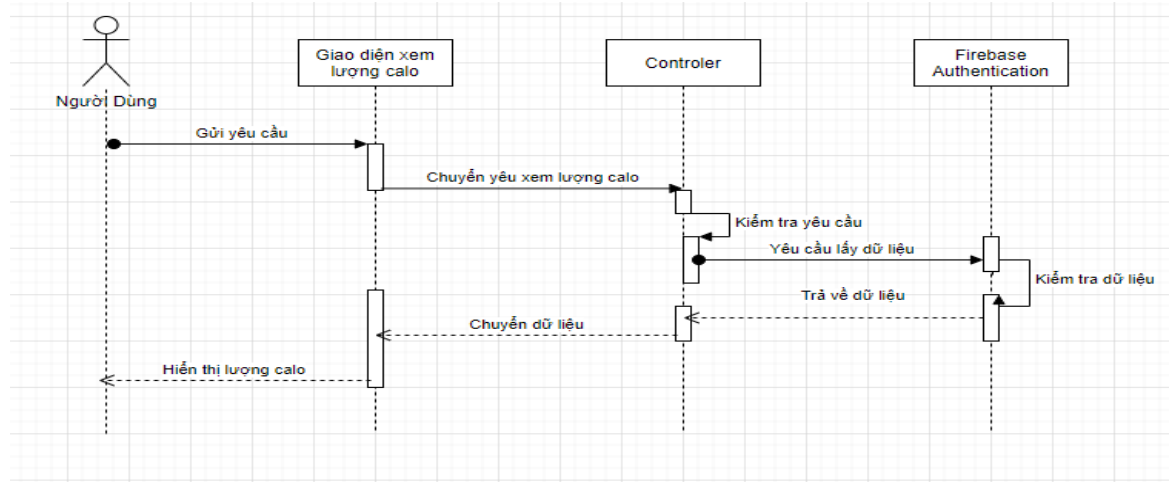 Giao diện xem
lượng calo
Controler
Firebase
Authentication
Người Dùng
Gửi yêu cầu
Chuyển yêu xem lượng calo
Kiểm tra yêu cầu
Yêu cầu lấy dữ liệu
Kiểm tra dữ liệu
Trả về dữ liệu
Chuyển dữ liệu
Hiển thị lượng calo